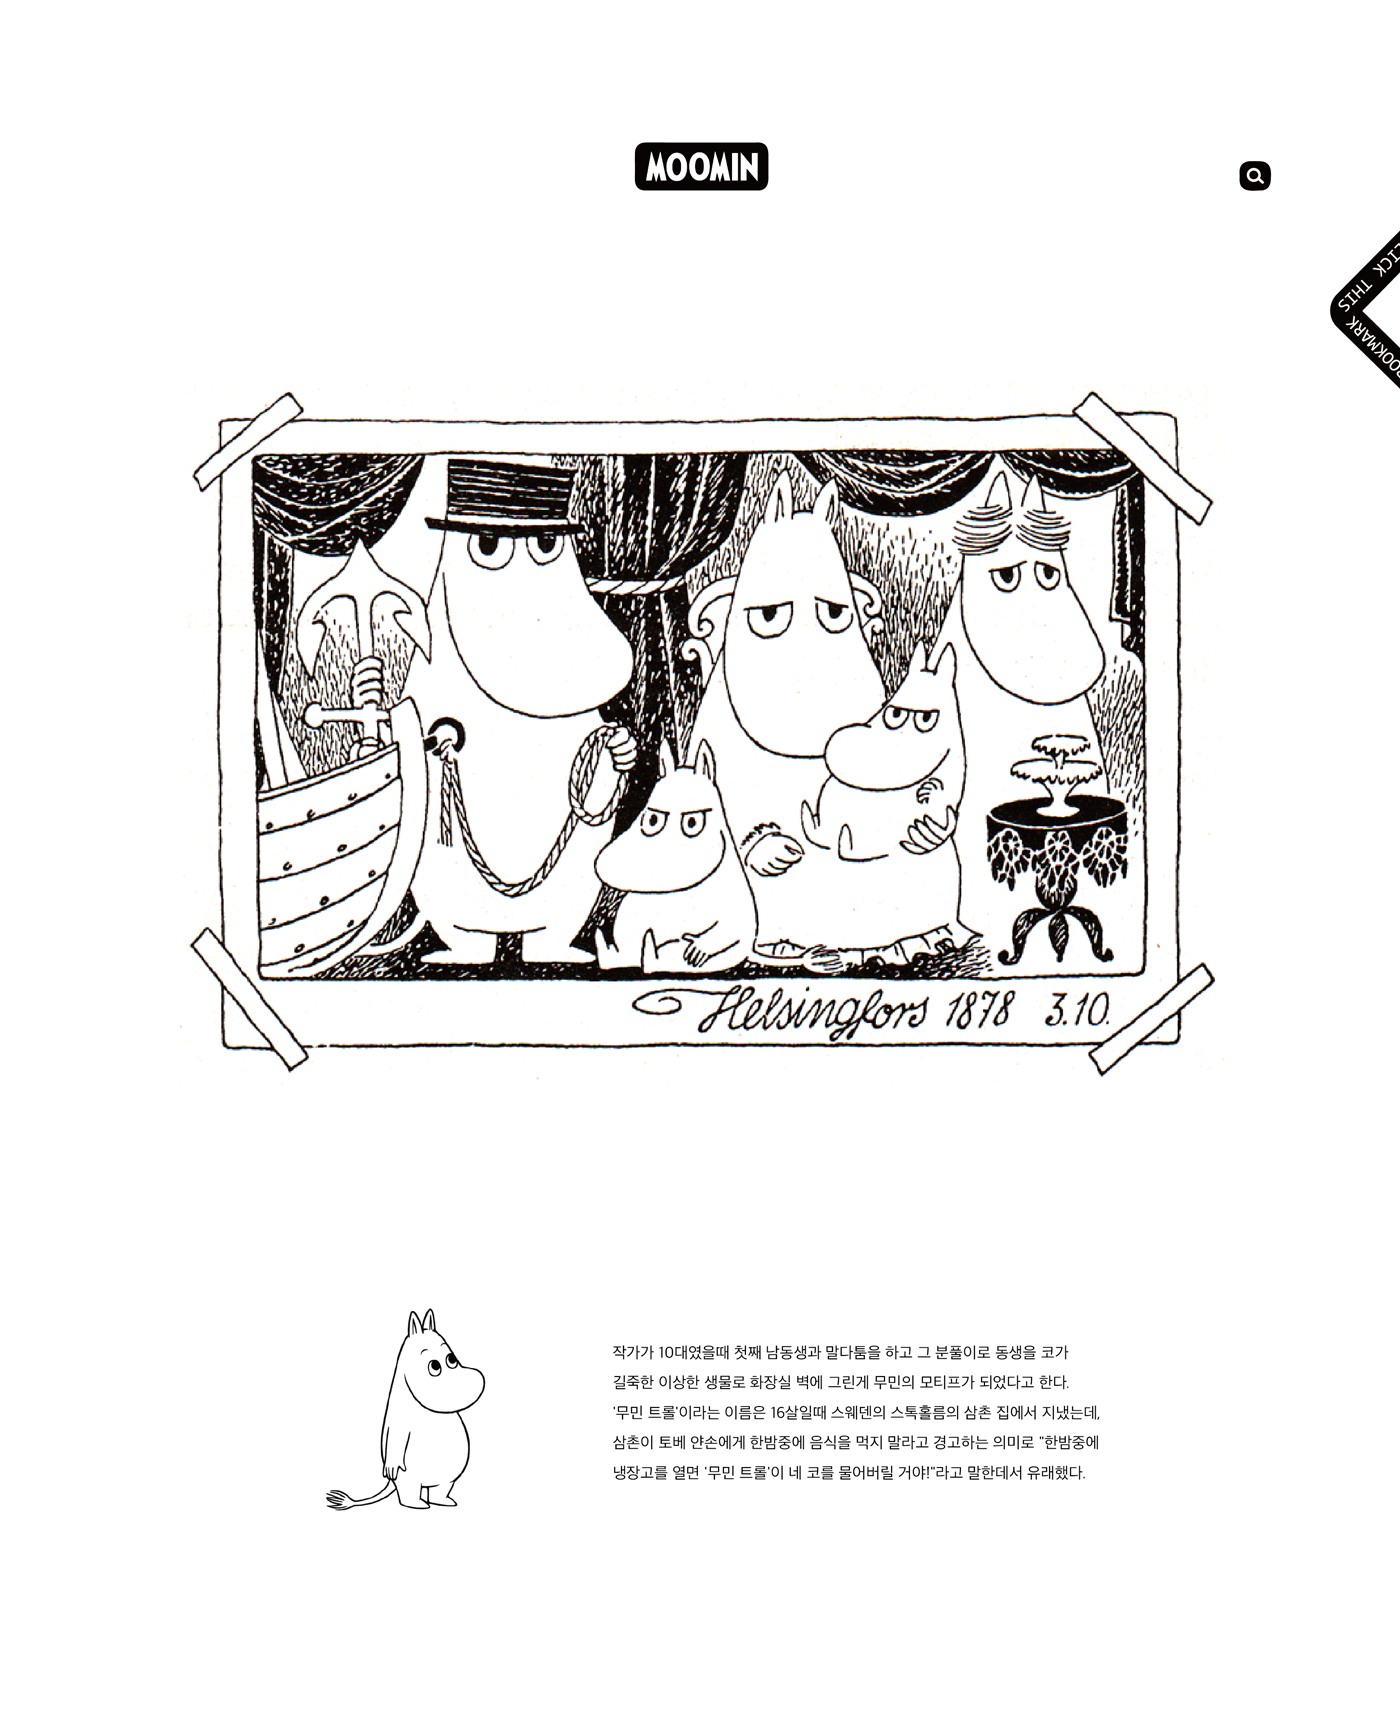 MOOMIN
THIS
Helsingfors 1878 3.10.
작가가 10대였을때 첫째 남동생과 말다툼을 하고 그 분풀이로 동생을 코가
길죽한 이상한 생물로 화장실 벽에 그린게 무민의 모티프가 되었다고 한다.
'무민 트롤'이라는 이름은 16살일때 스웨덴의 스톡홀름의 삼촌 집에서 지냈는데,
삼촌이 토베 얀손에게 한밤중에 음식을 먹지 말라고 경고하는 의미로 "한밤중에
냉장고를 열면 '무민 트롤'이 네 코를 물어버릴 거야!"라고 말한데서 유래했다.